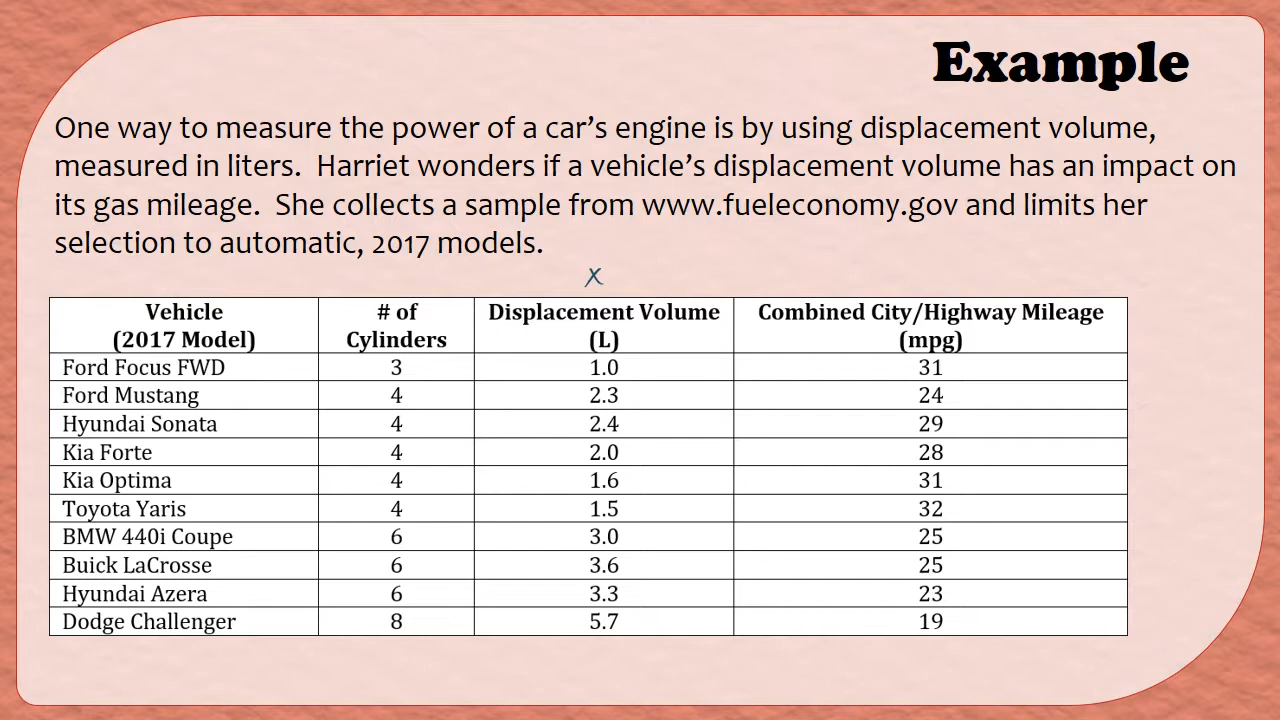 Example
One way to measure the power of a car’s engine is by using displacement volume,
measured in liters.  Harriet wonders if a vehicle’s displacement volume has an impact on
its gas mileage.  She collects a sample from www.fueleconomy.gov and limits her
selection to automatic, 2017 models.
X
Vehicle (2017 Model) # of Cylinders Displacement Volume (L) Combined City/Highway Mileage (mpg)
Ford Focus FWD 3 1.0 31
Ford Mustang 4 2.3 24
Hyundai Sonata 4 2.4 29
Kia Forte 4 2.0 28
Kia Optima 4 1.6 31
Toyota Yaris 4 1.5 32
BMW 440i Coupe 6 3.0 25
Buick LaCrosse 6 3.6 25
Hyundai Azera 6 3.3 23
Dodge Challenger 8 5.7 19